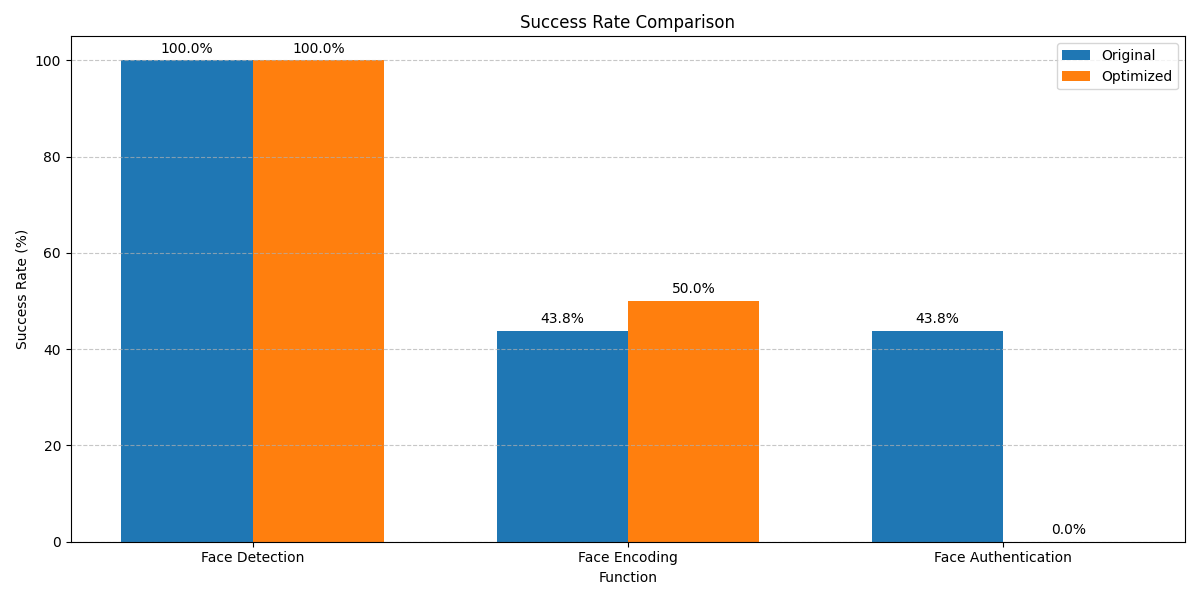 Success Rate Comparison
Original
Optimized
100.0%
100.0%
43.8%
50.0%
43.8%
0.0%
100
80
60
40
20
0
Success Rate (%)
Face Detection
Face Encoding
Face Authentication
Function